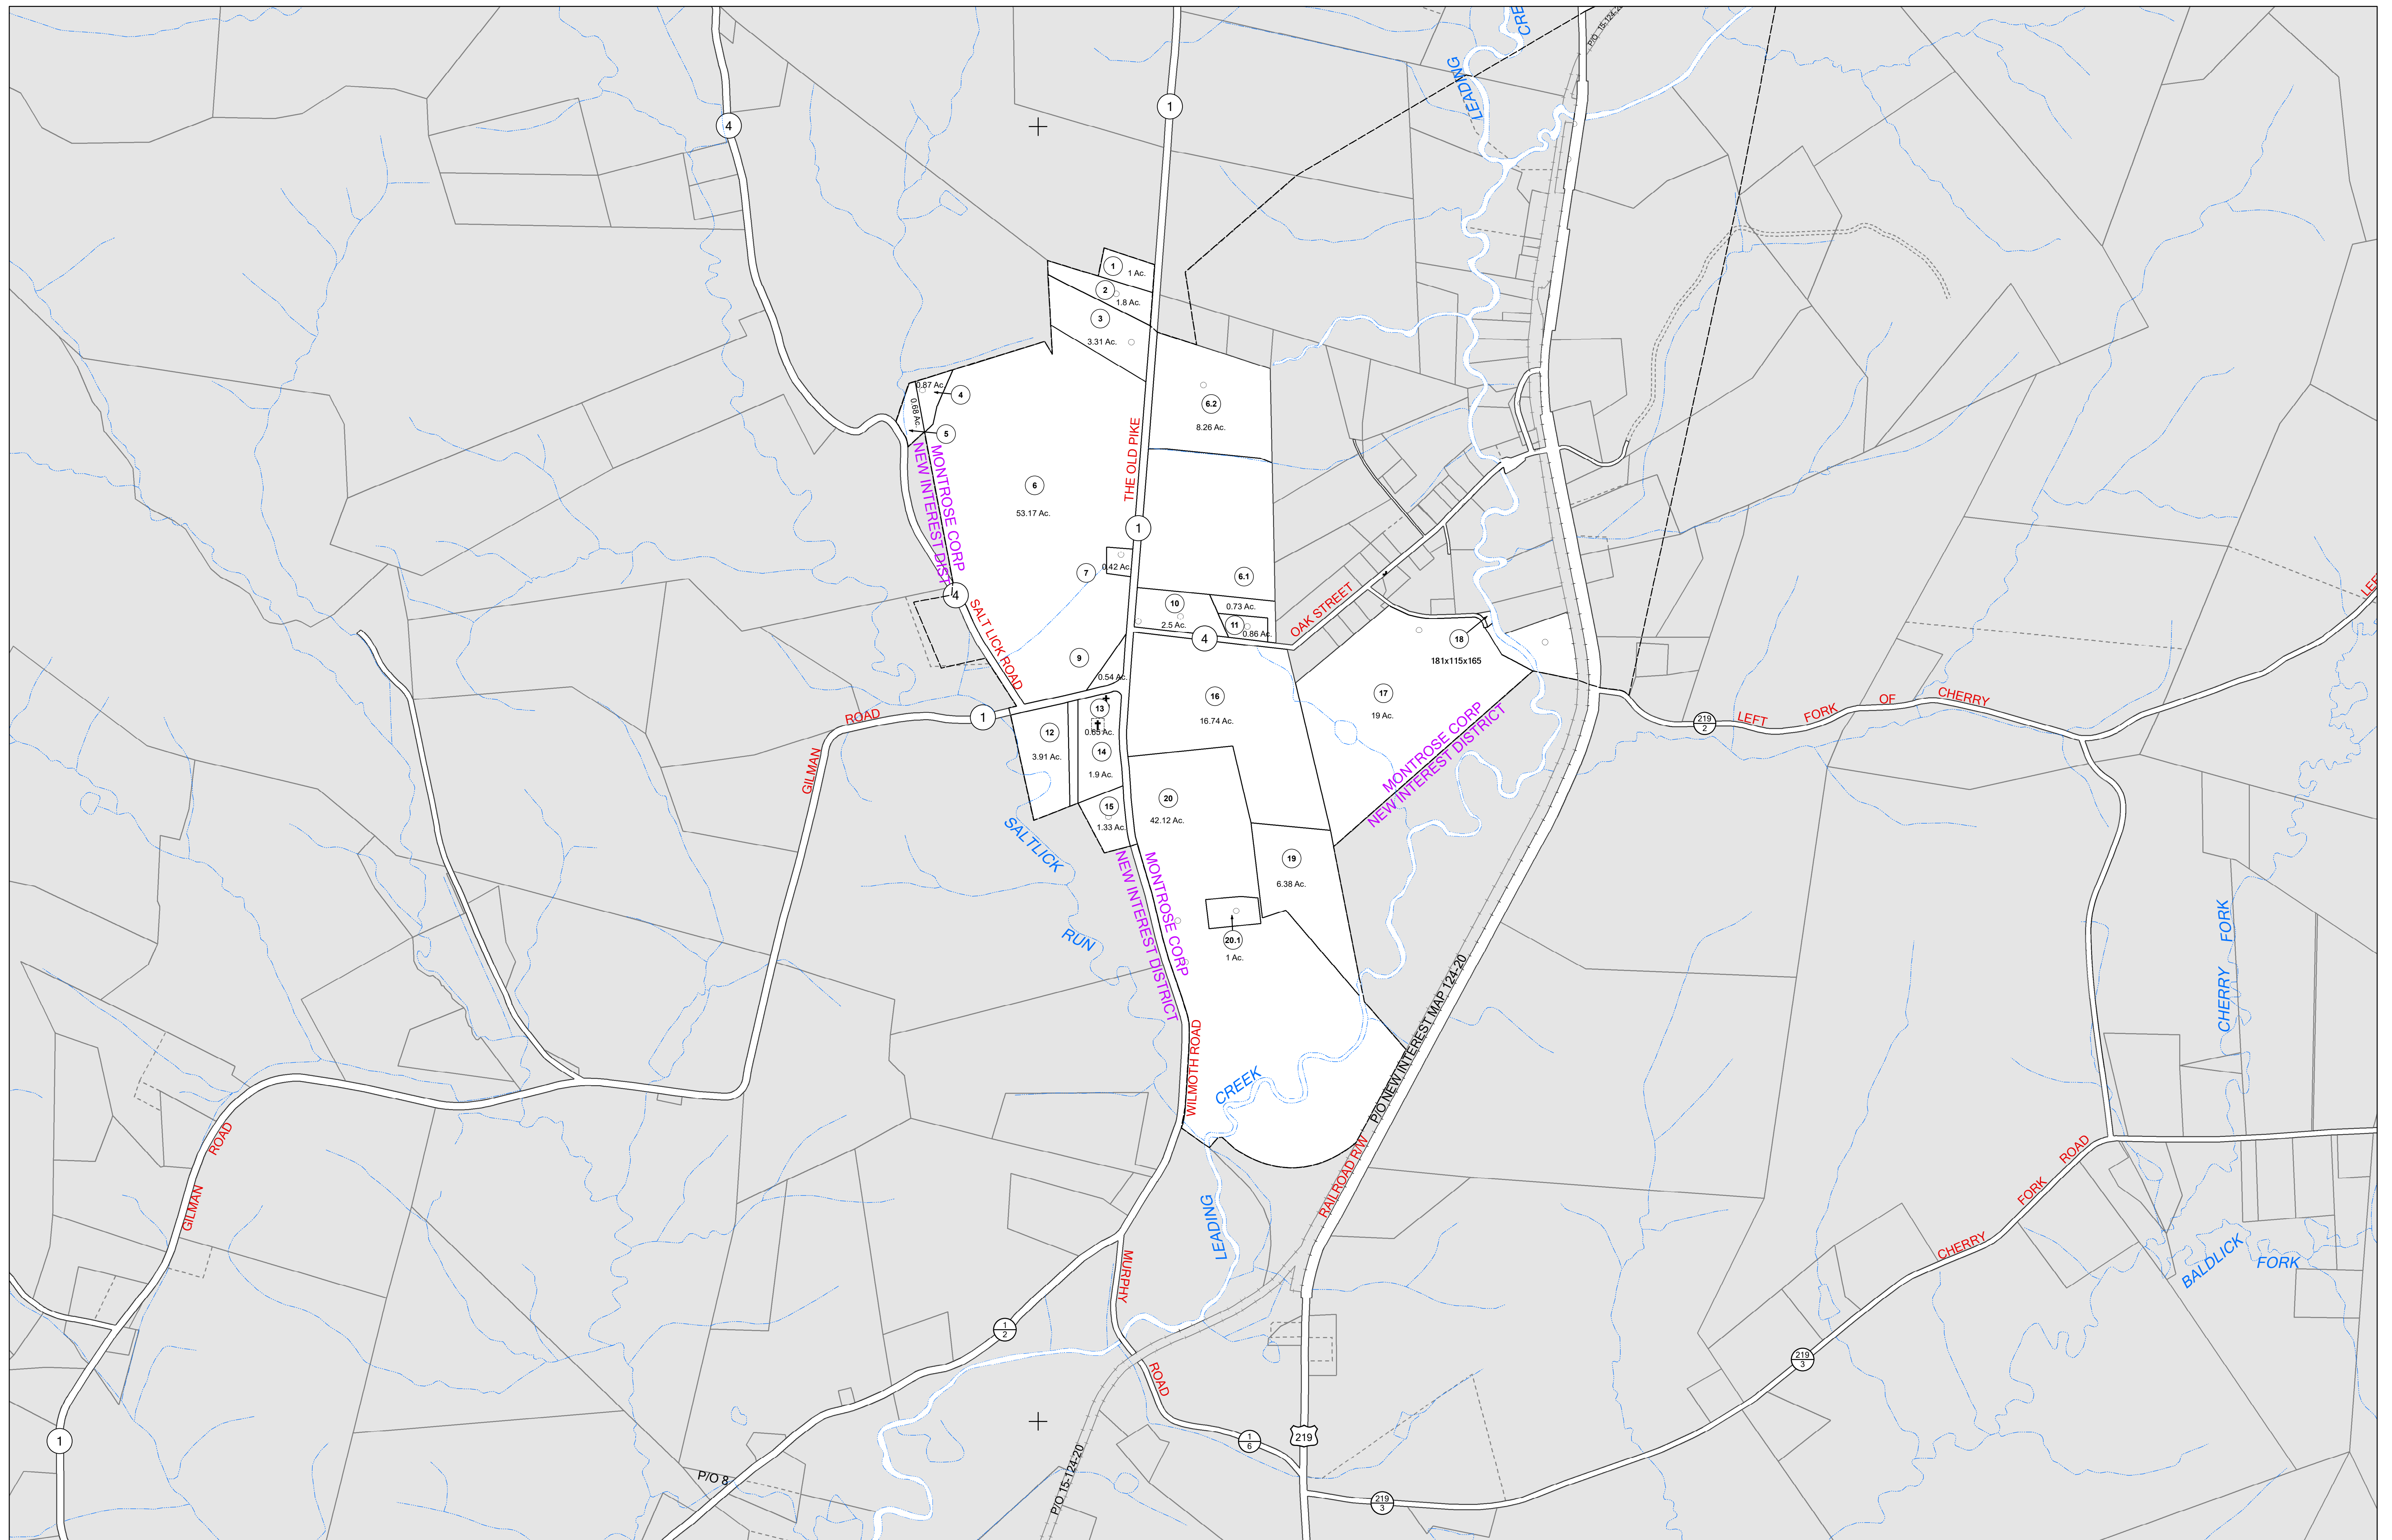 CREEK
P/O 15-124-20
LEADING
1
4
1
1 Ac.
2
1.8 Ac.
3
3.31 Ac.
0.87 Ac.
4
0.68 Ac.
5
6.2
8.26 Ac.
THE OLD PIKE
MONTROSE CORP
NEW INTEREST DIST
6
53.17 Ac.
1
0.42 Ac.
7
6.1
4
SALT LICK ROAD
10
2.5 Ac.
0.73 Ac.
11
0.86 Ac.
4
OAK STREET
18
181x115x165
9
0.54 Ac.
16
16.74 Ac.
17
19 Ac.
MONTROSE CORP
NEW INTEREST DISTRICT
13
0.65 Ac.
1
GILMAN
ROAD
12
3.91 Ac.
14
1.9 Ac.
15
1.33 Ac.
20
42.12 Ac.
219
2
LEFT
FORK
OF
CHERRY
SALTLICK
RUN
MONTROSE CORP
NEW INTEREST DISTRICT
19
6.38 Ac.
20.1
1 Ac.
CHERRY FORK
P/O NEW INTEREST MAP 124-20
WILMOTH ROAD
CREEK
RAILROAD R/W
GILMAN
ROAD
LEADING
CHERRY
FORK
ROAD
BALDLICK
FORK
MURPHY
ROAD
1
2
219
3
1
1
6
219
P/O 8
P/O 15-124-20
219
3